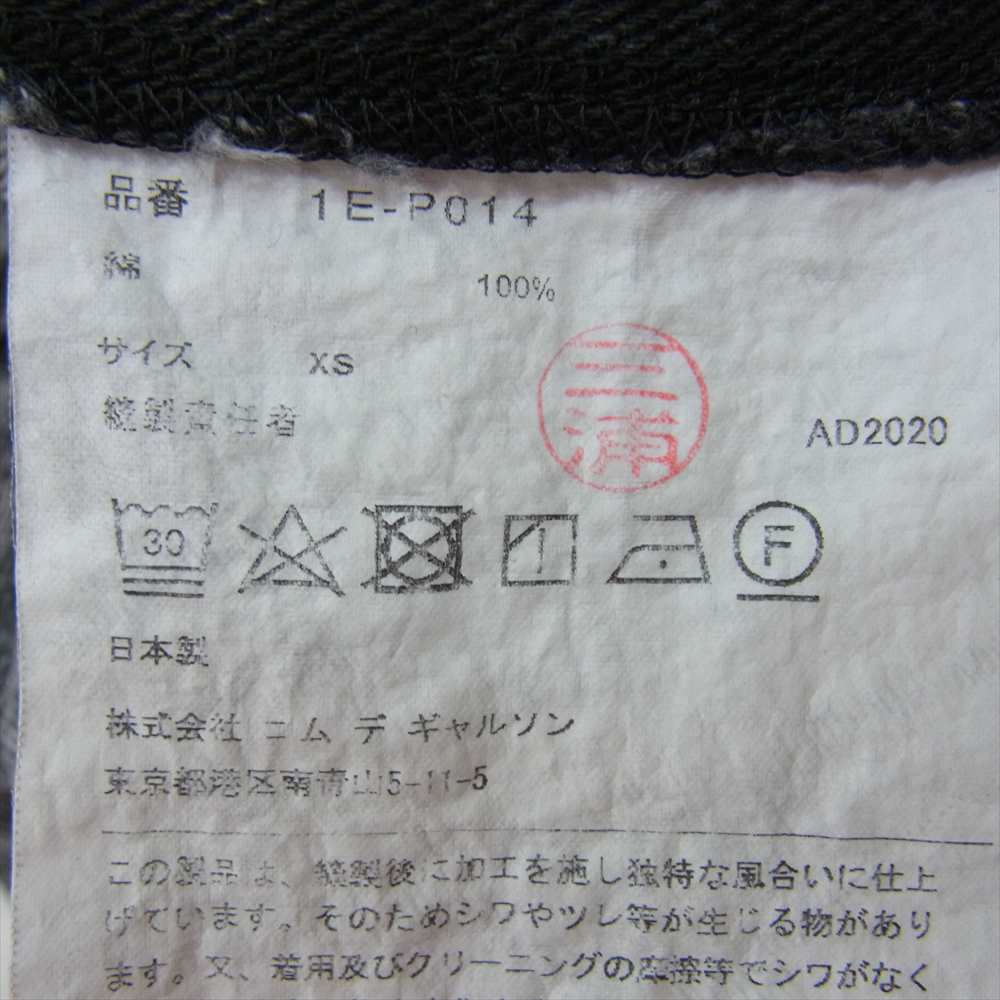 品番 1E-P014
綿 100%
サイズ XS
縫製責任者 三浦 AD2020
30 F
日本製
株式会社 コム デ ギャルソン
東京都港区南青山5-11-5
この製品は、縫製後に加工を施し独特な風合いに仕上
げています。そのためシワやツレ等が生じる物があり
ます。又、着用及びクリーニングの摩擦等でシワがなく